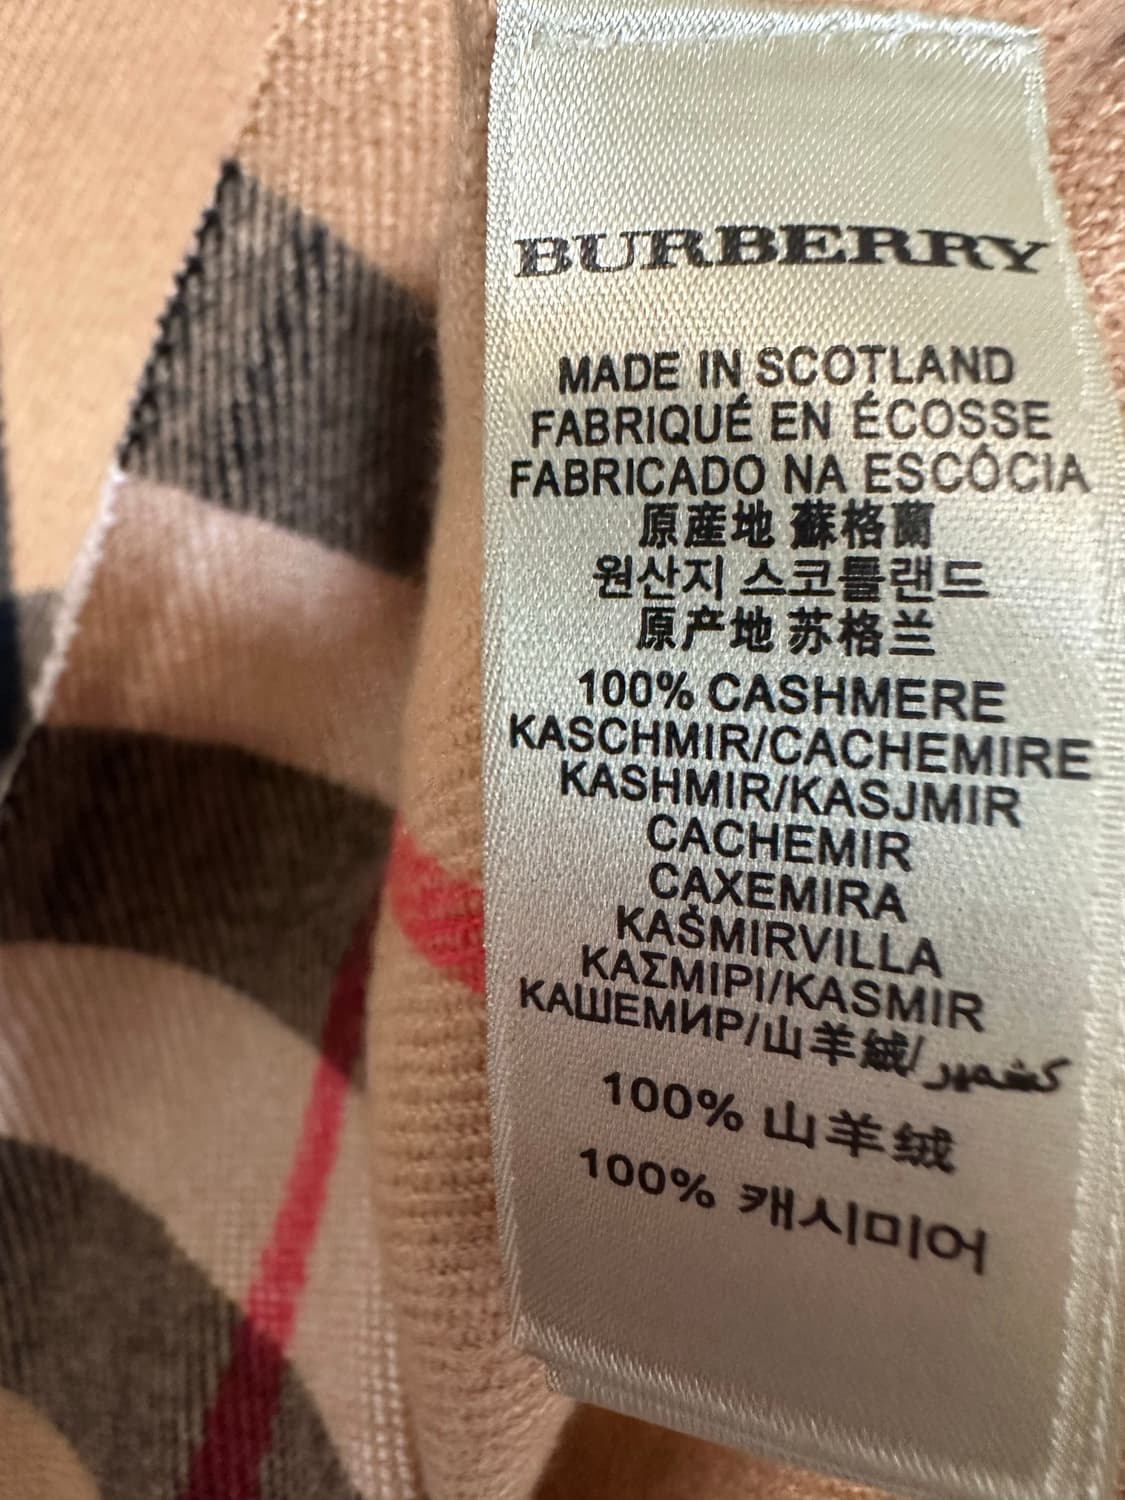 BURBERRY
MADE IN SCOTLAND
FABRIQUÉ EN ÉCOSSE
FABRICADO NA ESCÓCIA
原産地 蘇格蘭
원산지 스코틀랜드
原产地 苏格兰
100% CASHMERE
KASCHMIR/CACHEMIRE
KASHMIR/KASJMIR
CACHEMIR
CAXEMIRA
KAŠMIRVILLA
ΚΑΣΜΙΡΙ/KASMIR
КАШЕМИР/山羊絨/كشمير
100% 山羊绒
100% 캐시미어